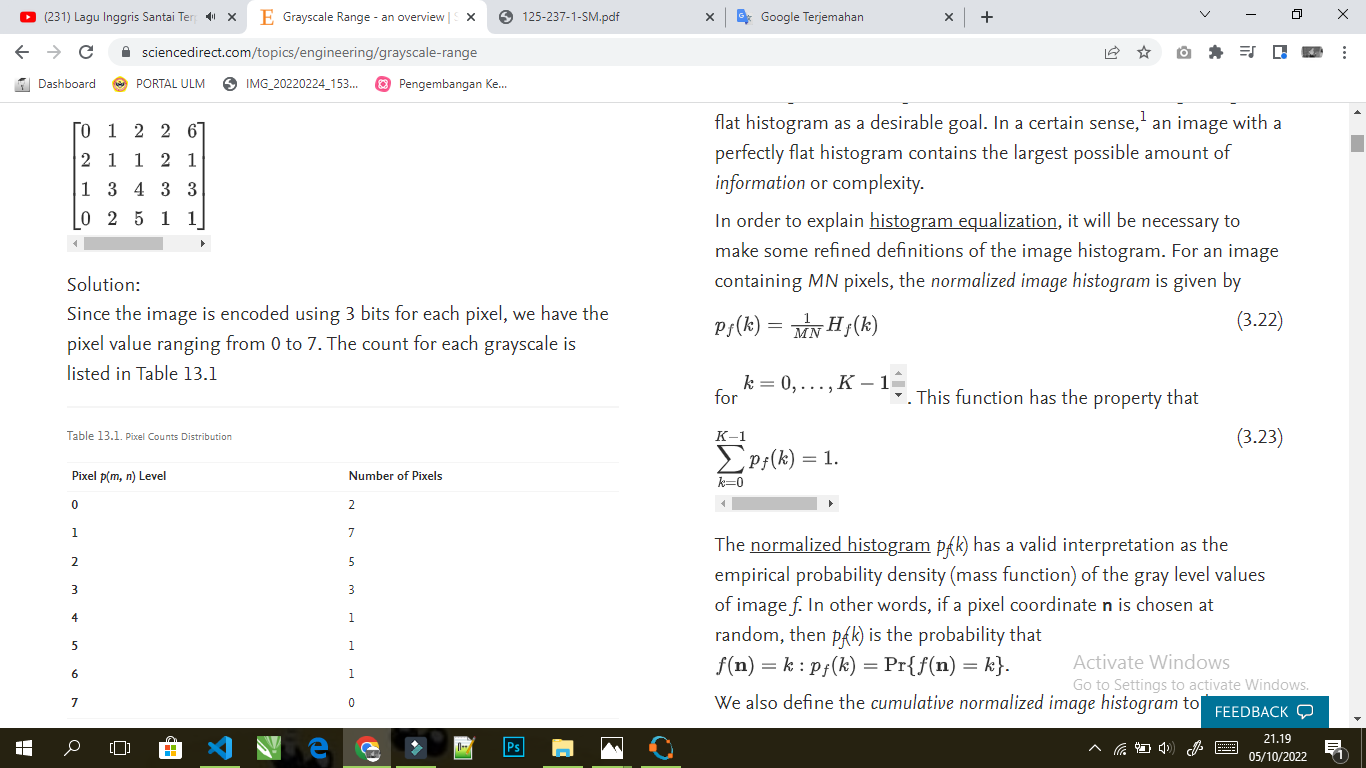 (231) Lagu Inggris Santai Ter
Grayscale Range - an overview |
125-237-1-SM.pdf
Google Terjemahan
sciencedirect.com/topics/engineering/grayscale-range
Dashboard
PORTAL ULM
IMG_20220224_153...
Pengembangan Ke...
0 1 2 2 6
2 1 1 2 1
1 3 4 3 3
0 2 5 1 1
Solution:
Since the image is encoded using 3 bits for each pixel, we have the
pixel value ranging from 0 to 7. The count for each grayscale is
listed in Table 13.1
Table 13.1. Pixel Counts Distribution
Pixel p(m, n) Level Number of Pixels
0 2
1 7
2 5
3 3
4 1
5 1
6 1
7 0
flat histogram as a desirable goal. In a certain sense,¹ an image with a
perfectly flat histogram contains the largest possible amount of
information or complexity.
In order to explain histogram equalization, it will be necessary to
make some refined definitions of the image histogram. For an image
containing MN pixels, the normalized image histogram is given by
p_f(k) = 1/MN H_f(k) (3.22)
for k = 0, . . . , K − 1. This function has the property that
K−1
∑ p_f(k) = 1. (3.23)
k=0
The normalized histogram p_f(k) has a valid interpretation as the
empirical probability density (mass function) of the gray level values
of image f. In other words, if a pixel coordinate n is chosen at
random, then p_f(k) is the probability that
f(n) = k : p_f(k) = Pr{f(n) = k}.
We also define the cumulative normalized image histogram to
Activate Windows
Go to Settings to activate Windows.
FEEDBACK
Ps
21.19
05/10/2022
1